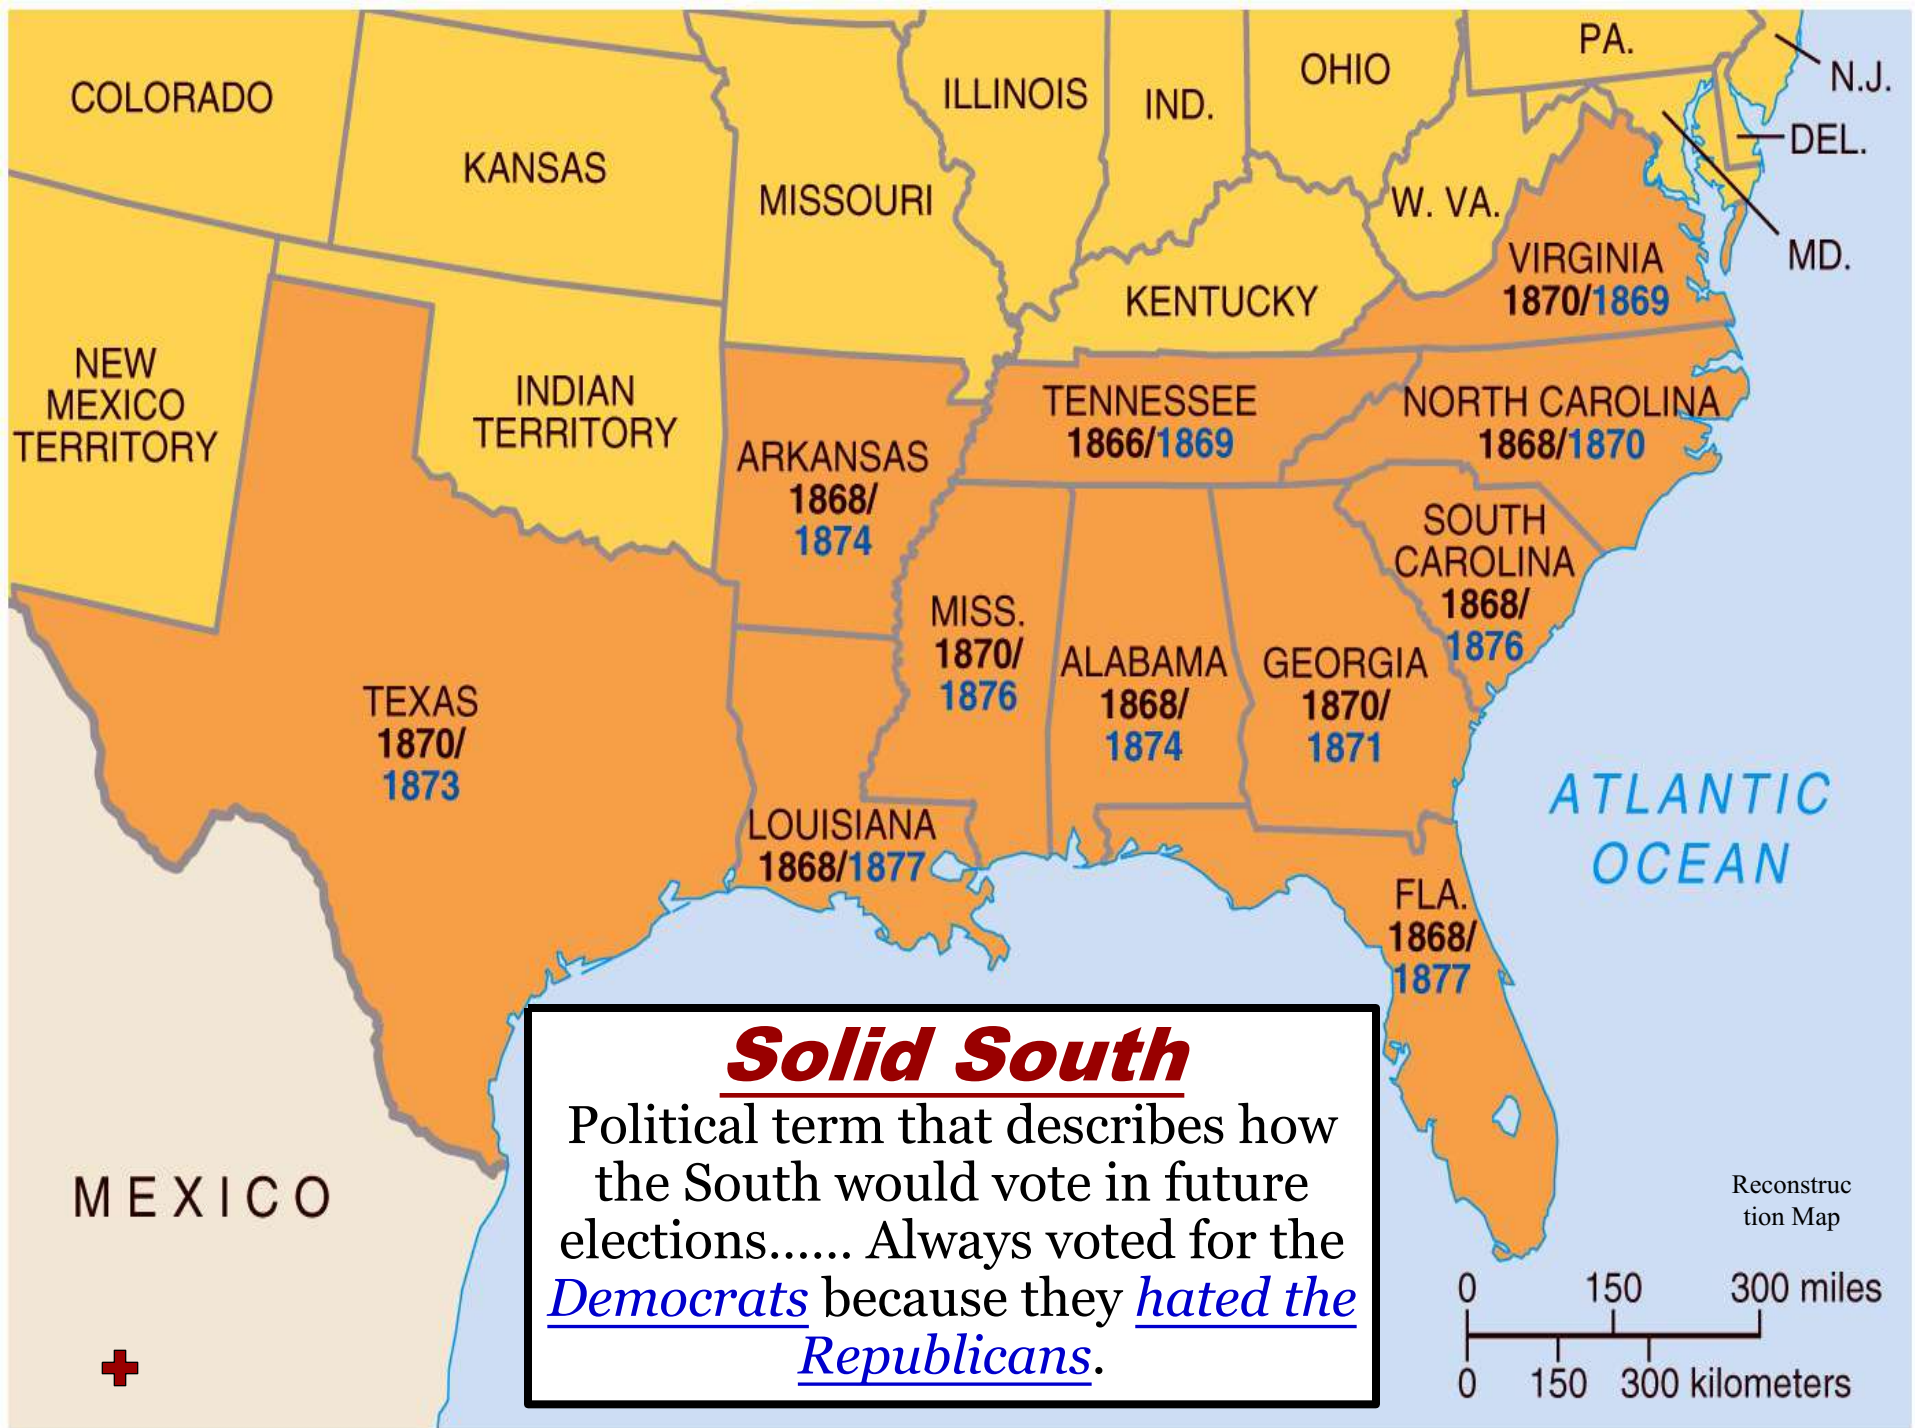 COLORADO
KANSAS
MISSOURI
ILLINOIS
IND.
OHIO
PA.
N.J.
DEL.
MD.
W. VA.
VIRGINIA
1870/1869
KENTUCKY
NEW
MEXICO
TERRITORY
INDIAN
TERRITORY
ARKANSAS
1868/
1874
TENNESSEE
1866/1869
NORTH CAROLINA
1868/1870
SOUTH
CAROLINA
1868/
1876
MISS.
1870/
1876
ALABAMA
1868/
1874
GEORGIA
1870/
1871
TEXAS
1870/
1873
LOUISIANA
1868/1877
FLA.
1868/
1877
ATLANTIC
OCEAN
MEXICO
Solid South
Political term that describes how
the South would vote in future
elections...... Always voted for the
Democrats because they hated the
Republicans.
Reconstruc
tion Map
0 150 300 miles
0 150 300 kilometers